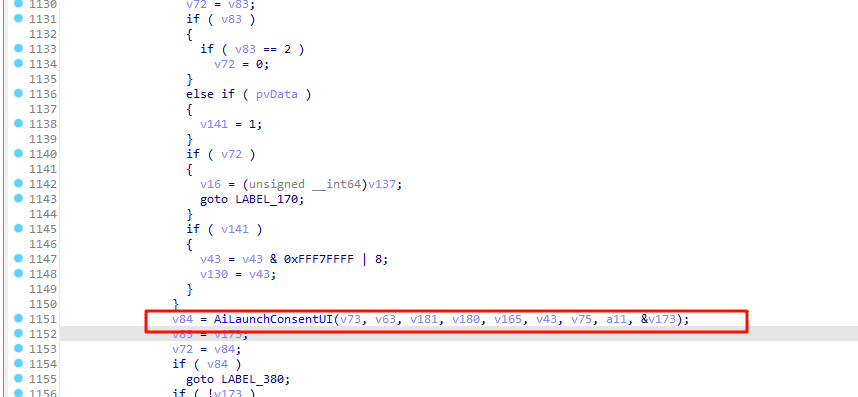 1130 v72 = v83;
1131 if ( v83 )
1132 {
1133 if ( v83 == 2 )
1134 v72 = 0;
1135 }
1136 else if ( pvData )
1137 {
1138 v141 = 1;
1139 }
1140 if ( v72 )
1141 {
1142 v16 = (unsigned __int64)v137;
1143 goto LABEL_170;
1144 }
1145 if ( v141 )
1146 {
1147 v43 = v43 & 0xFFF7FFFF | 8;
1148 v130 = v43;
1149 }
1150 }
1151 v84 = AiLaunchConsentUI(v73, v63, v181, v180, v165, v43, v75, a11, &v173);
1152 v85 = v173;
1153 v72 = v84;
1154 if ( v84 )
1155 goto LABEL_380;
1156 if ( !v173 )